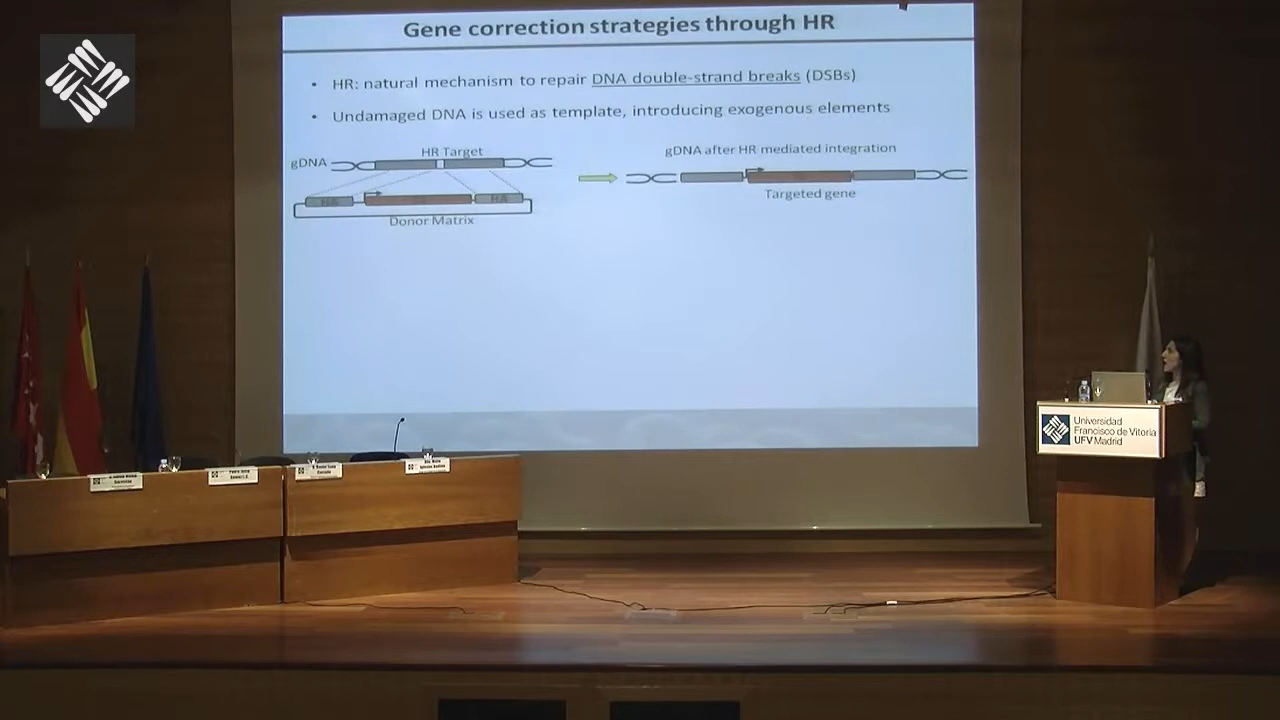 Gene correction strategies through HR
• HR: natural mechanism to repair DNA double-strand breaks (DSBs)
• Undamaged DNA is used as template, introducing exogenous elements
gDNA
HR Target
HA
HA
Donor Matrix
gDNA after HR mediated integration
Targeted gene
Universidad
Francisco de Vitoria
UFV Madrid